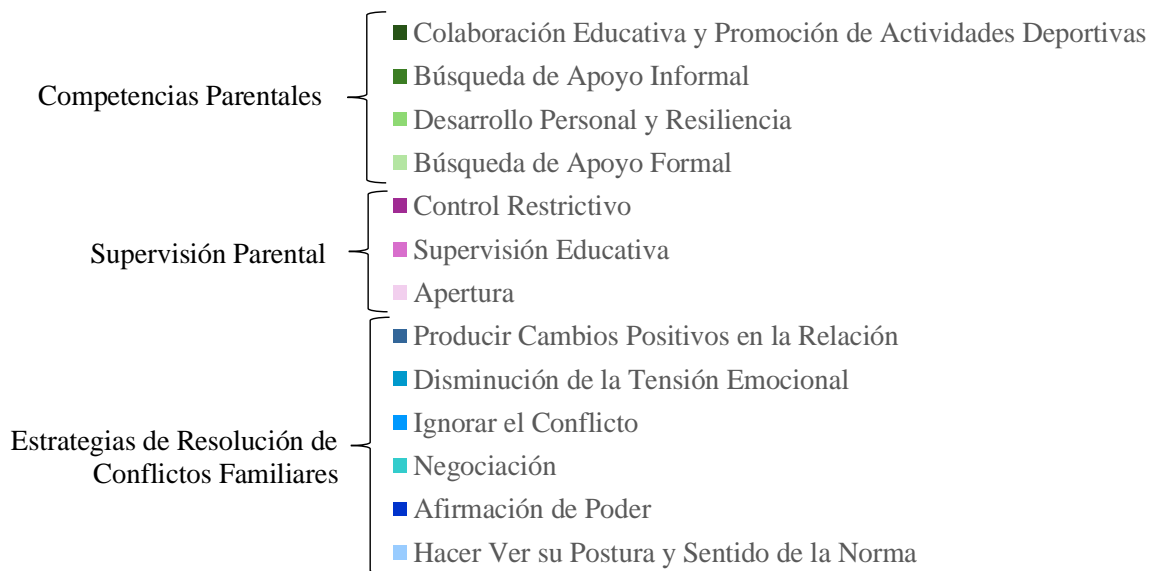 Competencias Parentales
Colaboración Educativa y Promoción de Actividades Deportivas
Búsqueda de Apoyo Informal
Desarrollo Personal y Resiliencia
Búsqueda de Apoyo Formal
Supervisión Parental
Control Restrictivo
Supervisión Educativa
Apertura
Estrategias de Resolución de
Conflictos Familiares
Producir Cambios Positivos en la Relación
Disminución de la Tensión Emocional
Ignorar el Conflicto
Negociación
Afirmación de Poder
Hacer Ver su Postura y Sentido de la Norma